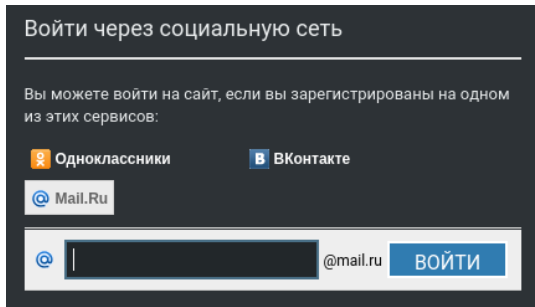 Войти через социальную сеть
Вы можете войти на сайт, если вы зарегистрированы на одном
из этих сервисов:
Одноклассники ВКонтакте
@ Mail.Ru
@ @mail.ru ВОЙТИ